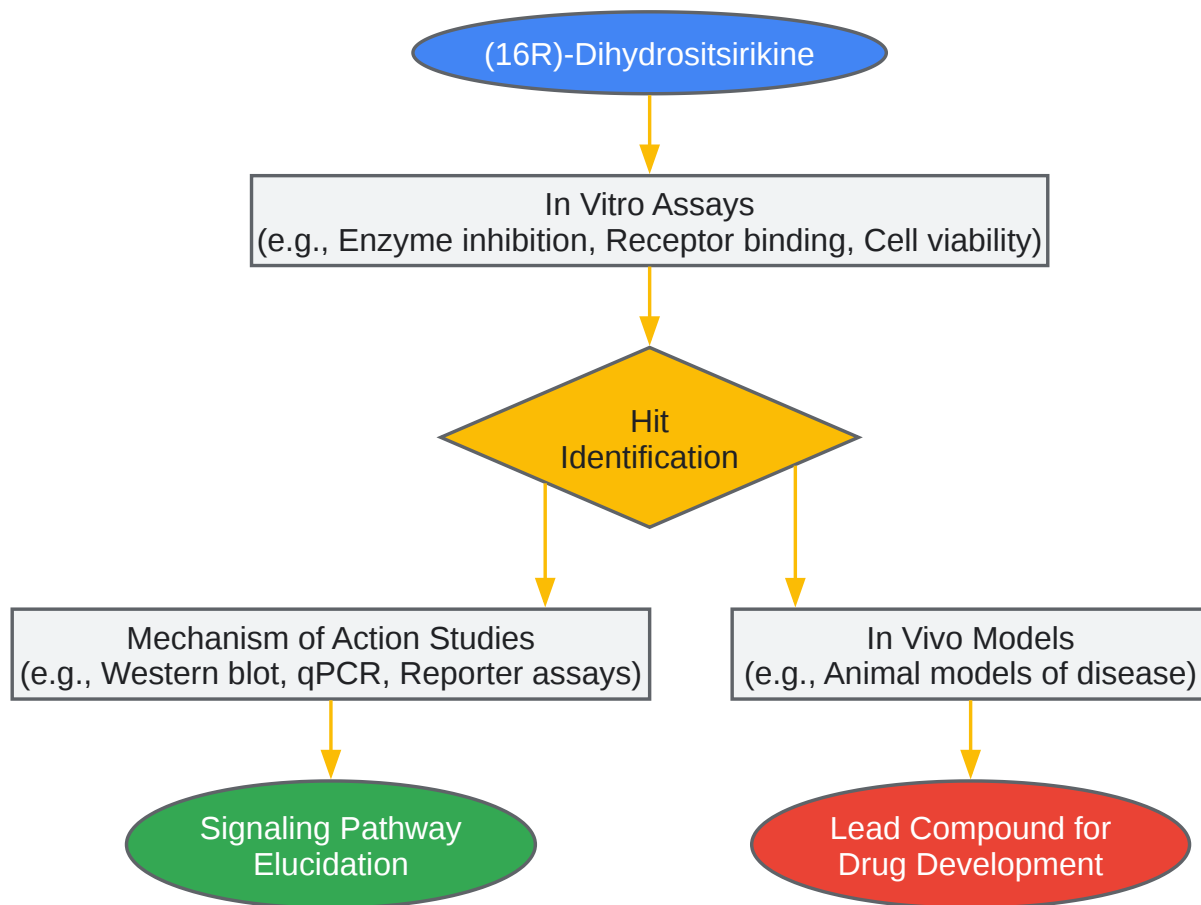 (16R)-Dihydrositsirikine
In Vitro Assays
(e.g., Enzyme inhibition, Receptor binding, Cell viability)
Hit
Identification
Mechanism of Action Studies
(e.g., Western blot, qPCR, Reporter assays)
In Vivo Models
(e.g., Animal models of disease)
Signaling Pathway
Elucidation
Lead Compound for
Drug Development